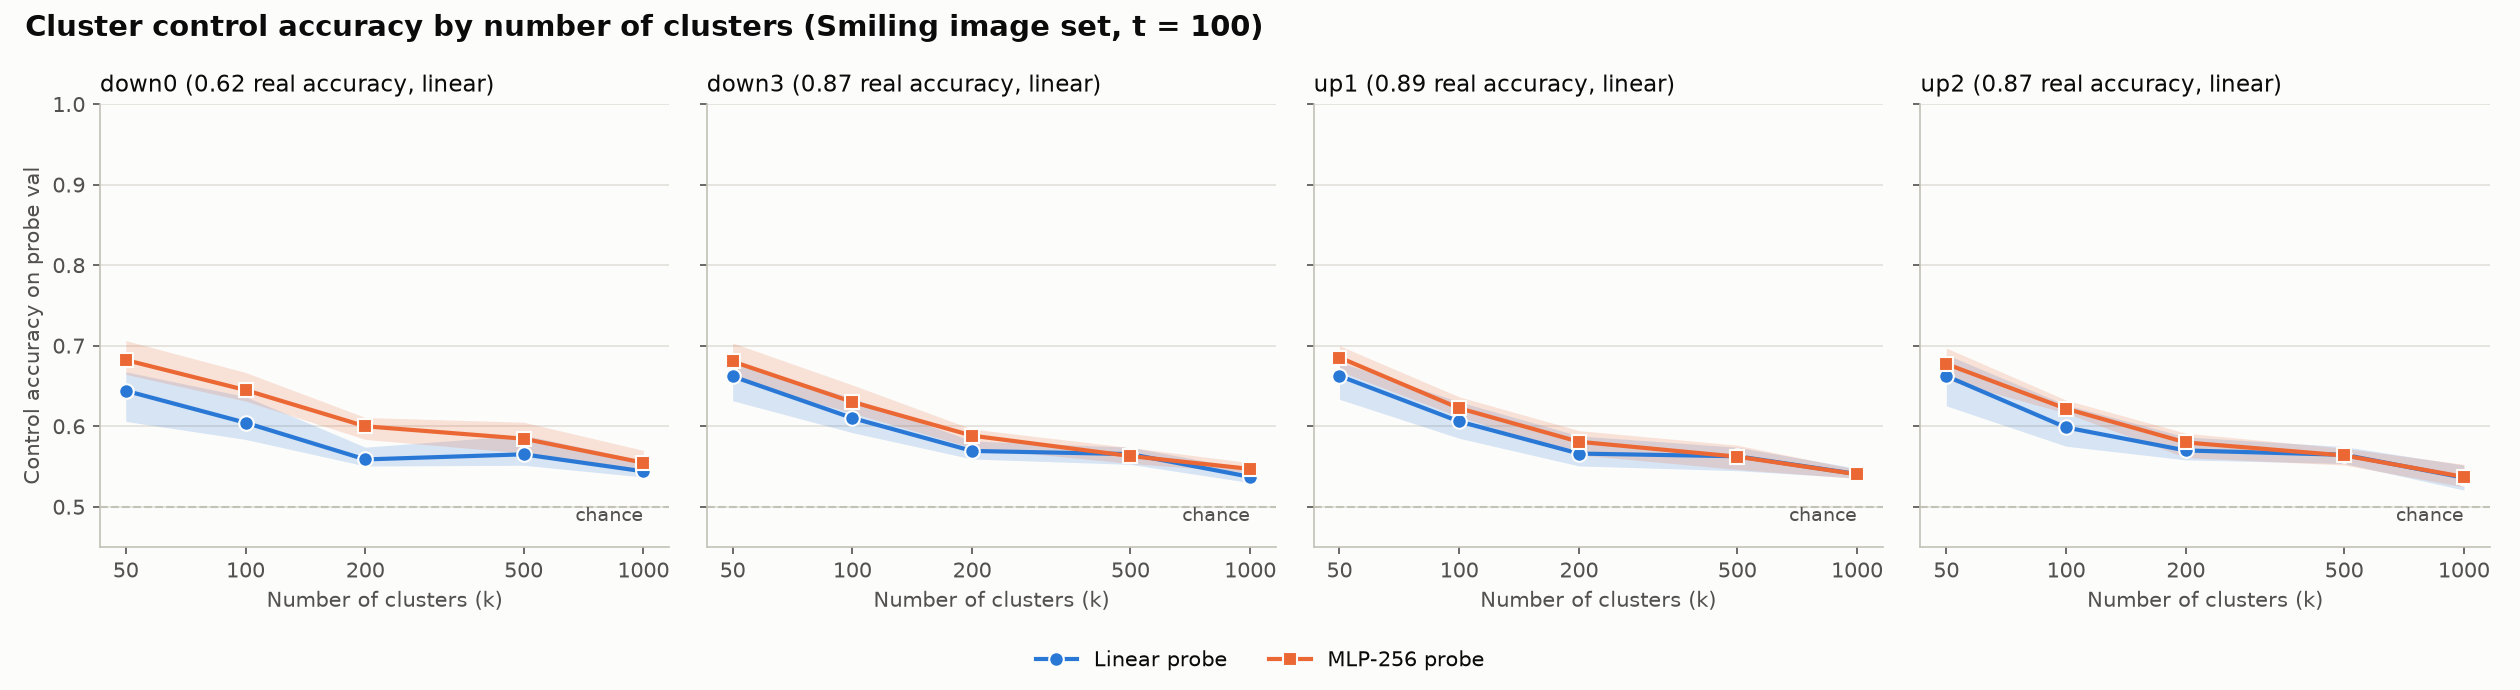 Cluster control accuracy by number of clusters (Smiling image set, t = 100)
down0 (0.62 real accuracy, linear)
down3 (0.87 real accuracy, linear)
up1 (0.89 real accuracy, linear)
up2 (0.87 real accuracy, linear)
Control accuracy on probe val
1.0
0.9
0.8
0.7
0.6
0.5
chance
chance
chance
chance
50 100 200 500 1000
50 100 200 500 1000
50 100 200 500 1000
50 100 200 500 1000
Number of clusters (k)
Number of clusters (k)
Number of clusters (k)
Number of clusters (k)
Linear probe
MLP-256 probe